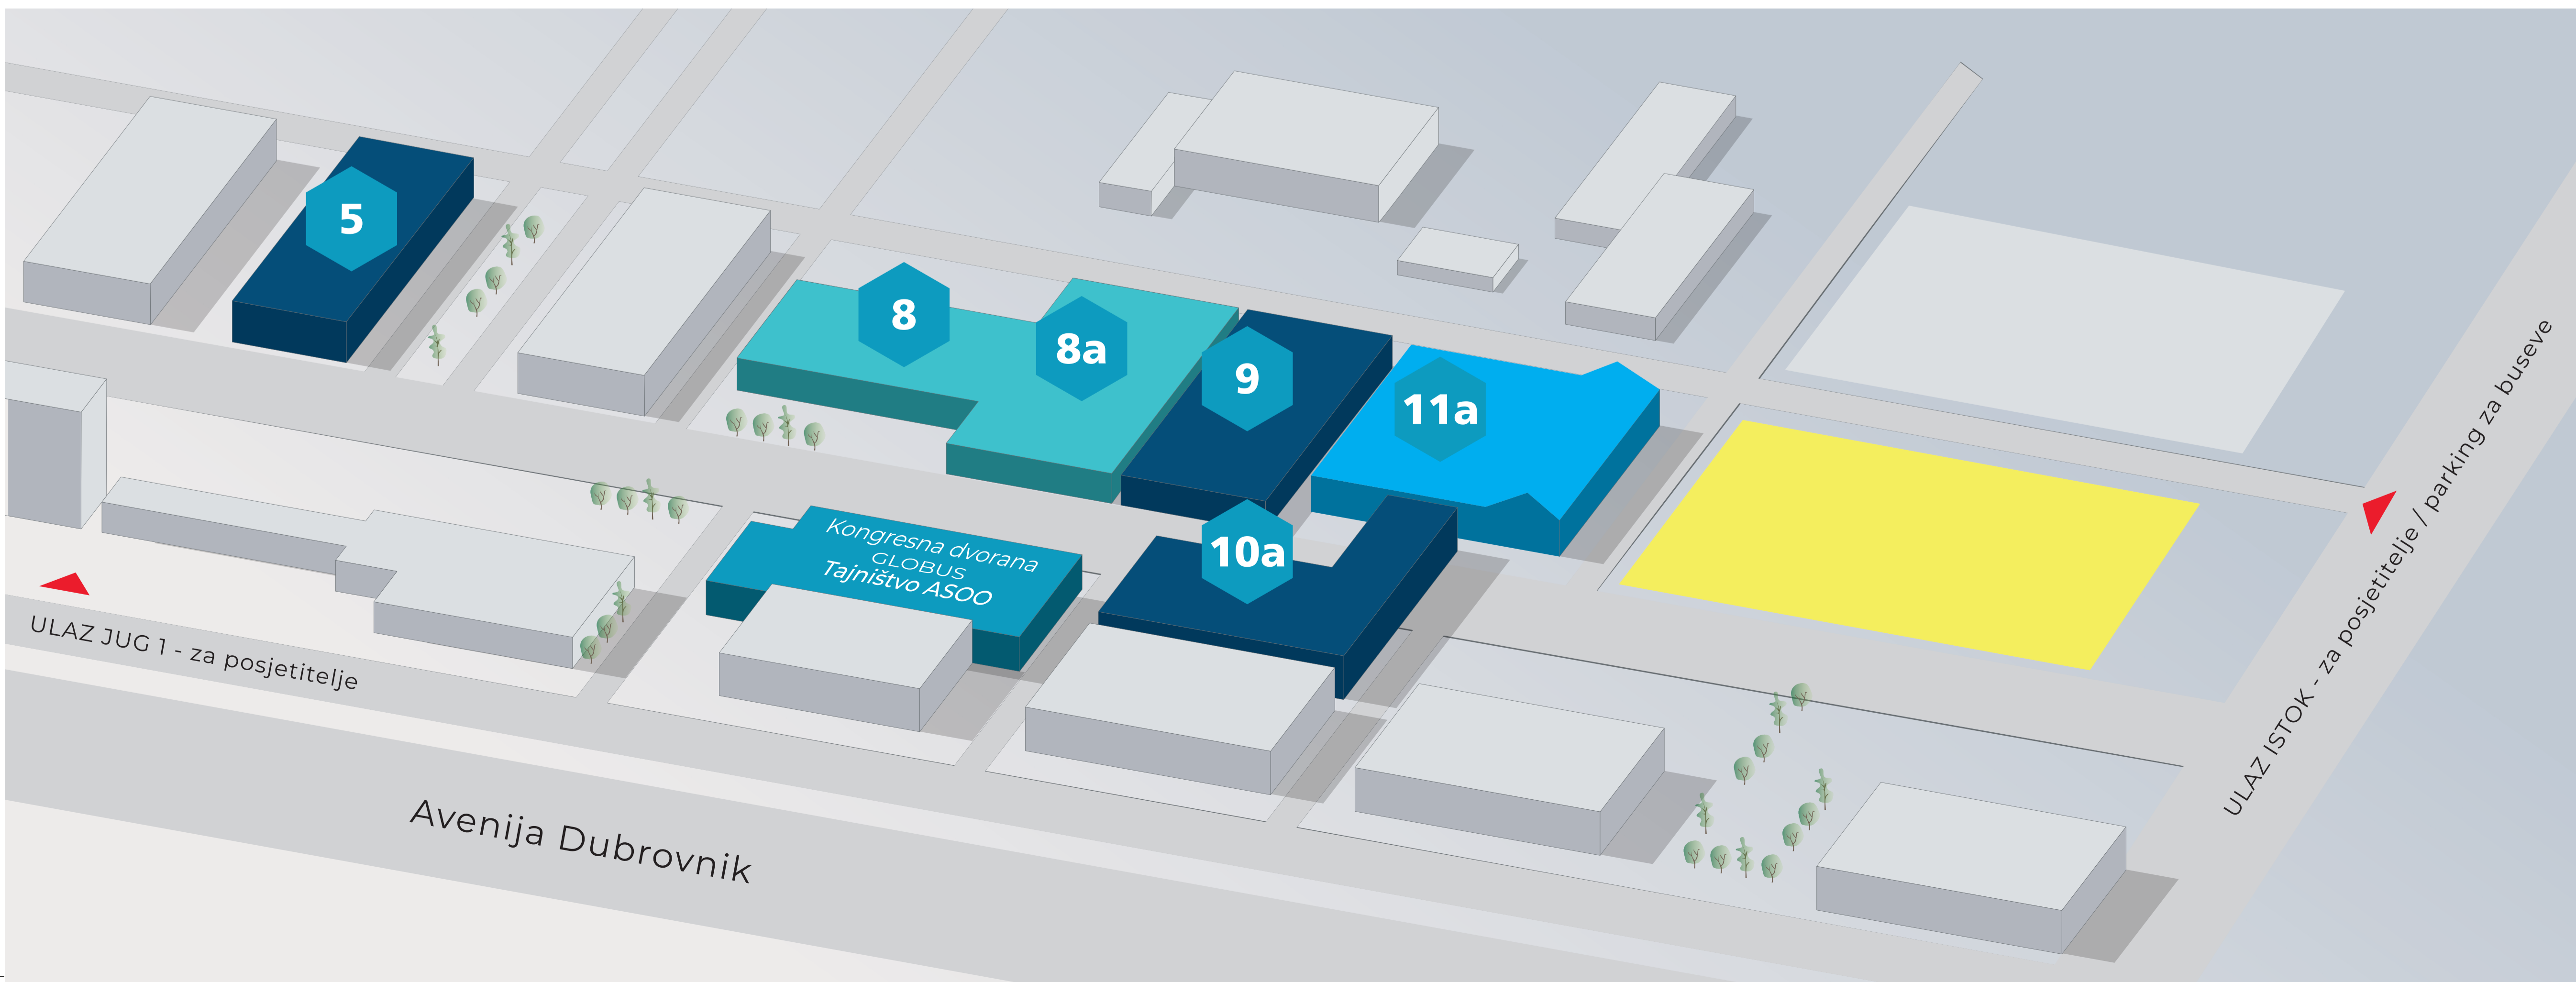 5
8
8a
9
11a
10a
Kongresna dvorana
GLOBUS
Tajništvo ASOO
ULAZ JUG 1 - za posjetitelje
Avenija Dubrovnik
ULAZ ISTOK - za posjetitelje / parking za buseve